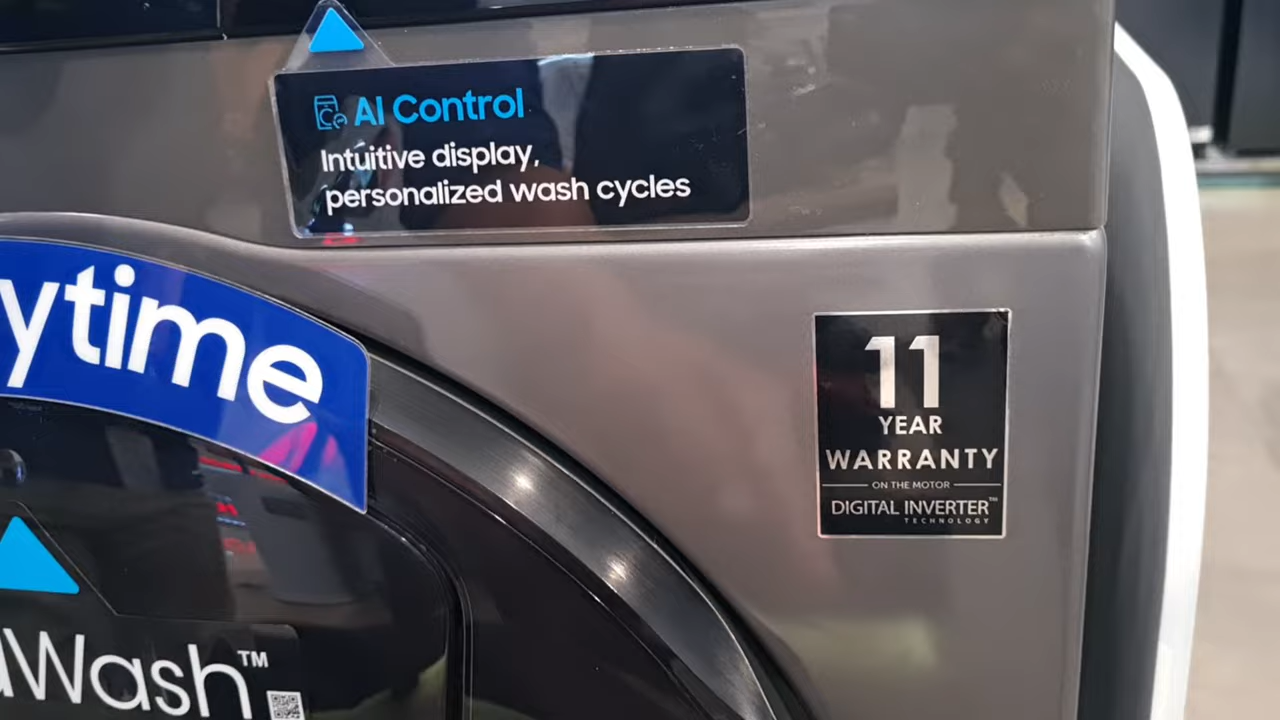 AI Control
Intuitive display,
personalized wash cycles
ytime
11
YEAR
WARRANTY
ON THE MOTOR
DIGITAL INVERTER™
TECHNOLOGY
Wash™